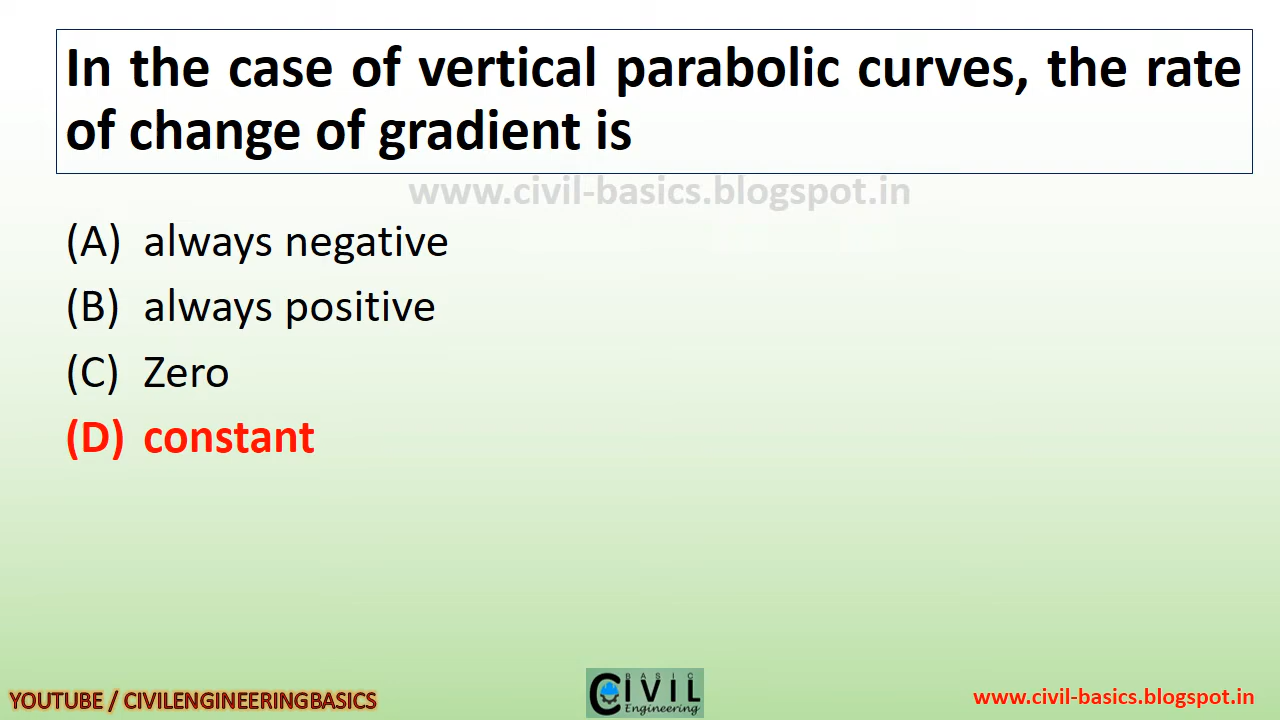 In the case of vertical parabolic curves, the rate
of change of gradient is
www.civil-basics.blogspot.in
(A) always negative
(B) always positive
(C) Zero
(D) constant
YOUTUBE / CIVILENGINEERINGBASICS
BASIC
CIVIL
Engineering
www.civil-basics.blogspot.in